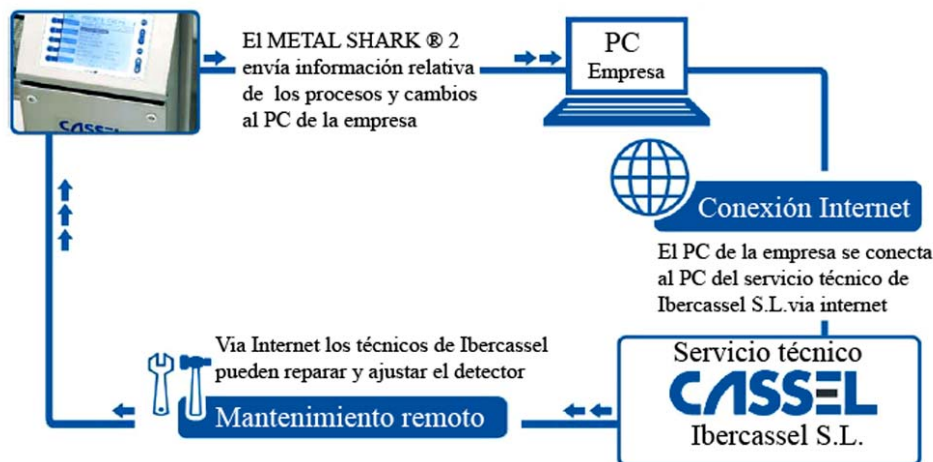 CASSEL
El METAL SHARK ® 2
envía información relativa
de los procesos y cambios
al PC de la empresa
PC
Empresa
Conexión Internet
El PC de la empresa se conecta
al PC del servicio técnico de
Ibercassel S.L.via internet
Servicio técnico
CASSEL
Ibercassel S.L.
Via Internet los técnicos de Ibercassel
pueden reparar y ajustar el detector
Mantenimiento remoto